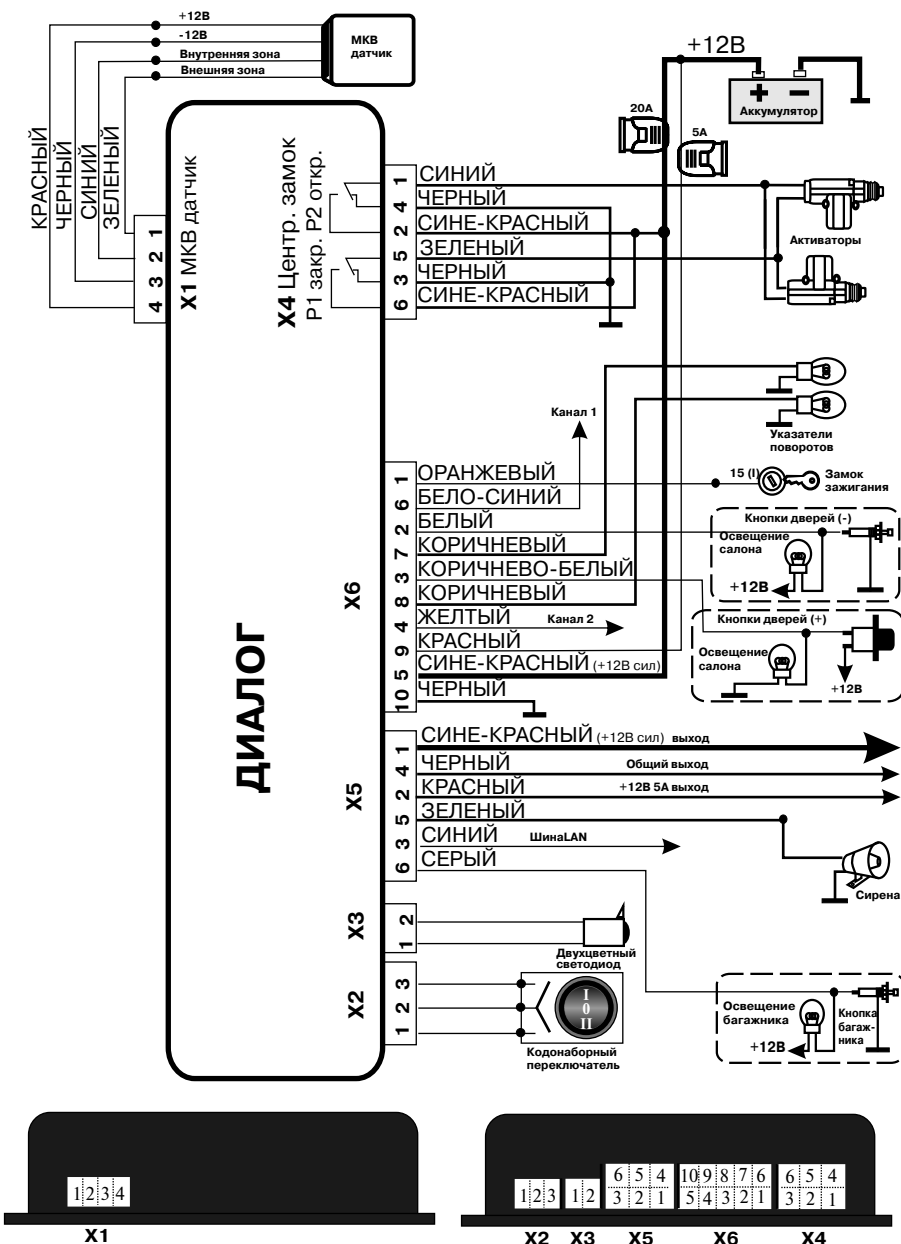 +12В
-12В
Внутренняя зона
Внешняя зона
МКВ
датчик
КРАСНЫЙ
ЧЕРНЫЙ
СИНИЙ
ЗЕЛЕНЫЙ
1
2
3
4
X1 МКВ датчик
+12В
20А
5А
Аккумулятор
X4 Центр. замок
Р1 закр. Р2 откр.
1 СИНИЙ
4 ЧЕРНЫЙ
2 СИНЕ-КРАСНЫЙ
5 ЗЕЛЕНЫЙ
3 ЧЕРНЫЙ
6 СИНЕ-КРАСНЫЙ
Активаторы
Указатели
поворотов
Канал 1
X6
1 ОРАНЖЕВЫЙ
6 БЕЛО-СИНИЙ
2 БЕЛЫЙ
7 КОРИЧНЕВЫЙ
3 КОРИЧНЕВО-БЕЛЫЙ
8 КОРИЧНЕВЫЙ
4 ЖЕЛТЫЙ Канал 2
9 КРАСНЫЙ
5 СИНЕ-КРАСНЫЙ (+12В сил)
10 ЧЕРНЫЙ
15 (I)
Замок
зажигания
Кнопки дверей (-)
Освещение
салона
+12В
Кнопки дверей (+)
Освещение
салона
+12В
ДИАЛОГ
X5
1 СИНЕ-КРАСНЫЙ (+12В сил) выход
4 ЧЕРНЫЙ Общий выход
2 КРАСНЫЙ +12В 5А выход
5 ЗЕЛЕНЫЙ
3 СИНИЙ ШинаLAN
6 СЕРЫЙ
Сирена
X3
2
1
Двухцветный
светодиод
X2
3
2
1
I
0
II
Кодонаборный
переключатель
Освещение
багажника
+12В
Кнопка
багаж-
ника
1 2 3 4
X1
1 2 3
X2
1 2
X3
6 5 4
3 2 1
X5
10 9 8 7 6
5 4 3 2 1
X6
6 5 4
3 2 1
X4